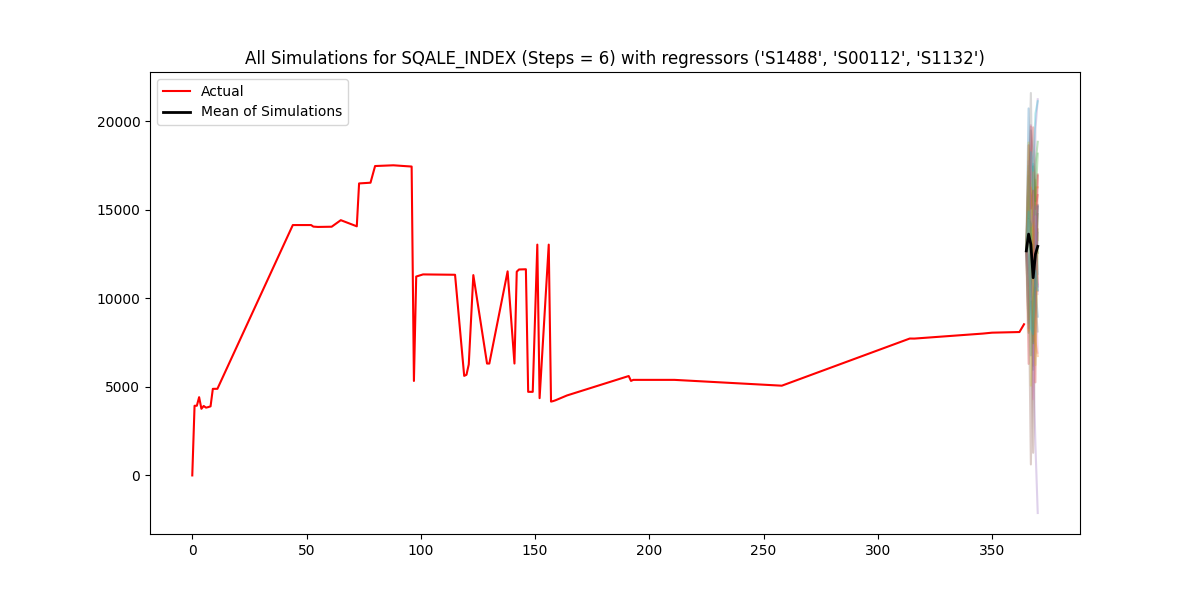 All Simulations for SQALE_INDEX (Steps = 6) with regressors ('S1488', 'S00112', 'S1132')
Actual
Mean of Simulations
20000
15000
10000
5000
0
0 50 100 150 200 250 300 350